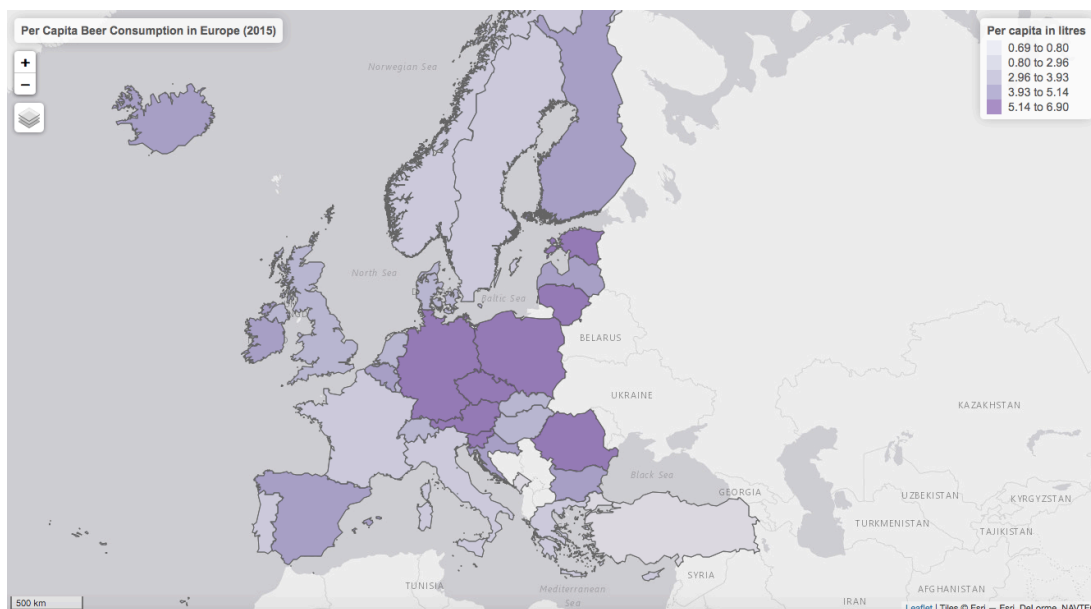 Per Capita Beer Consumption in Europe (2015)
Per capita in litres
0.69 to 0.80
0.80 to 2.96
2.96 to 3.93
3.93 to 5.14
5.14 to 6.90
+
−
Norwegian Sea
North Sea
Baltic Sea
BELARUS
UKRAINE
KAZAKHSTAN
Black Sea
GEORGIA
UZBEKISTAN
KYRGYZSTAN
TURKMENISTAN
TAJIKISTAN
SYRIA
TUNISIA
Mediterranean
Sea
IRAN
AFGHANISTAN
500 km
Leaflet | Tiles © Esri — Esri, DeLorme, NAVTE